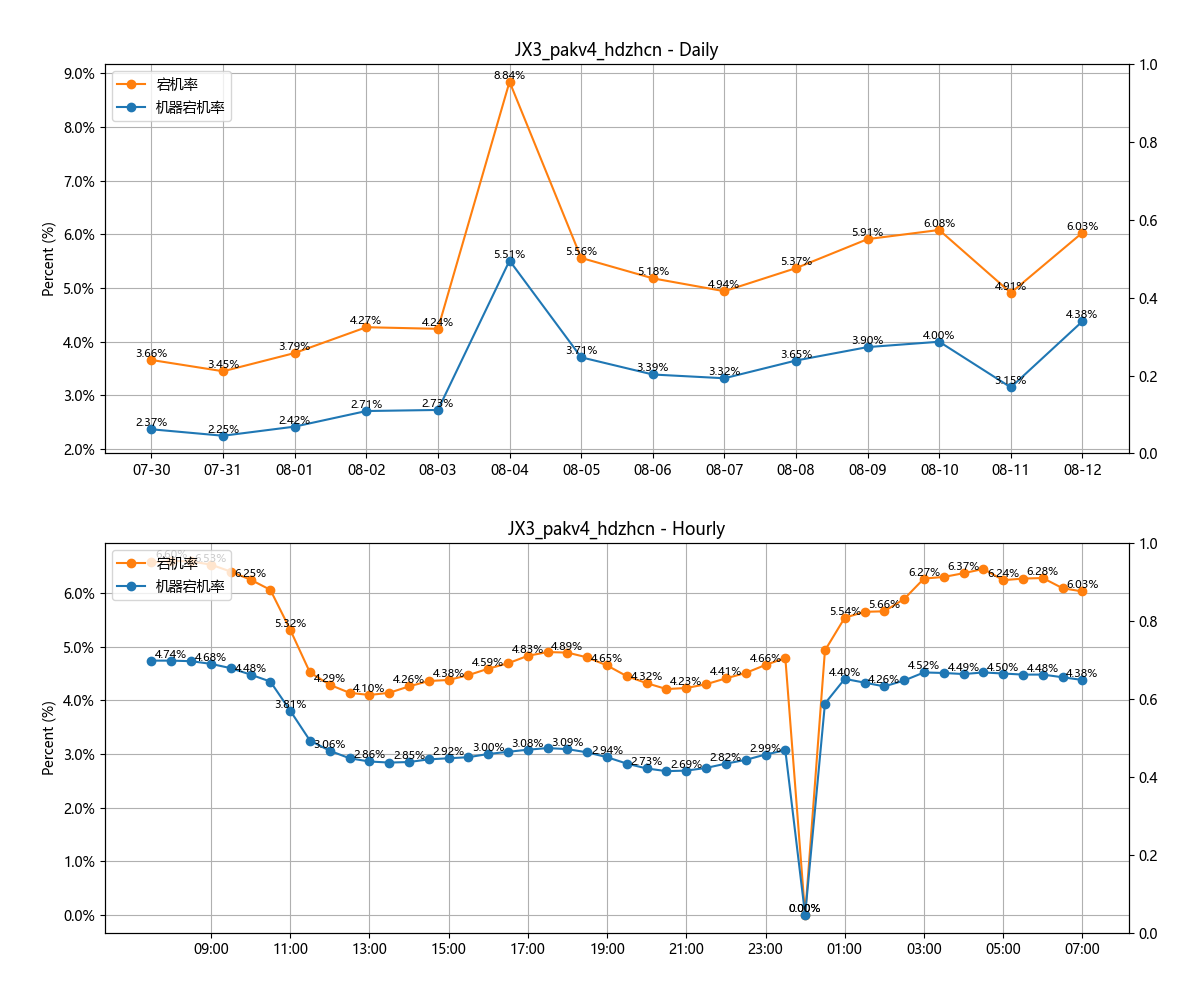 JX3_pakv4_hdzhcn - Daily
宕机率
机器宕机率
Percent (%)
9.0%
8.0%
7.0%
6.0%
5.0%
4.0%
3.0%
2.0%
1.0
0.8
0.6
0.4
0.2
0.0
3.66% 3.45% 3.79% 4.27% 4.24% 8.84% 5.56% 5.18% 4.94% 5.37% 5.91% 6.08% 4.91% 6.03%
2.37% 2.25% 2.42% 2.71% 2.73% 5.51% 3.71% 3.39% 3.32% 3.65% 3.90% 4.00% 3.15% 4.38%
07-30 07-31 08-01 08-02 08-03 08-04 08-05 08-06 08-07 08-08 08-09 08-10 08-11 08-12
JX3_pakv4_hdzhcn - Hourly
宕机率
机器宕机率
Percent (%)
6.0%
5.0%
4.0%
3.0%
2.0%
1.0%
0.0%
1.0
0.8
0.6
0.4
0.2
0.0
6.60% 6.53% 6.25% 5.32% 4.29% 4.10% 4.26% 4.38% 4.59% 4.83% 4.89% 4.65% 4.32% 4.23% 4.41% 4.66% 0.00% 5.54% 5.66% 6.27% 6.37% 6.24% 6.28% 6.03%
4.74% 4.68% 4.48% 3.81% 3.06% 2.86% 2.85% 2.92% 3.00% 3.08% 3.09% 2.94% 2.73% 2.69% 2.82% 2.99% 0.00% 4.40% 4.26% 4.52% 4.49% 4.50% 4.48% 4.38%
09:00 11:00 13:00 15:00 17:00 19:00 21:00 23:00 01:00 03:00 05:00 07:00